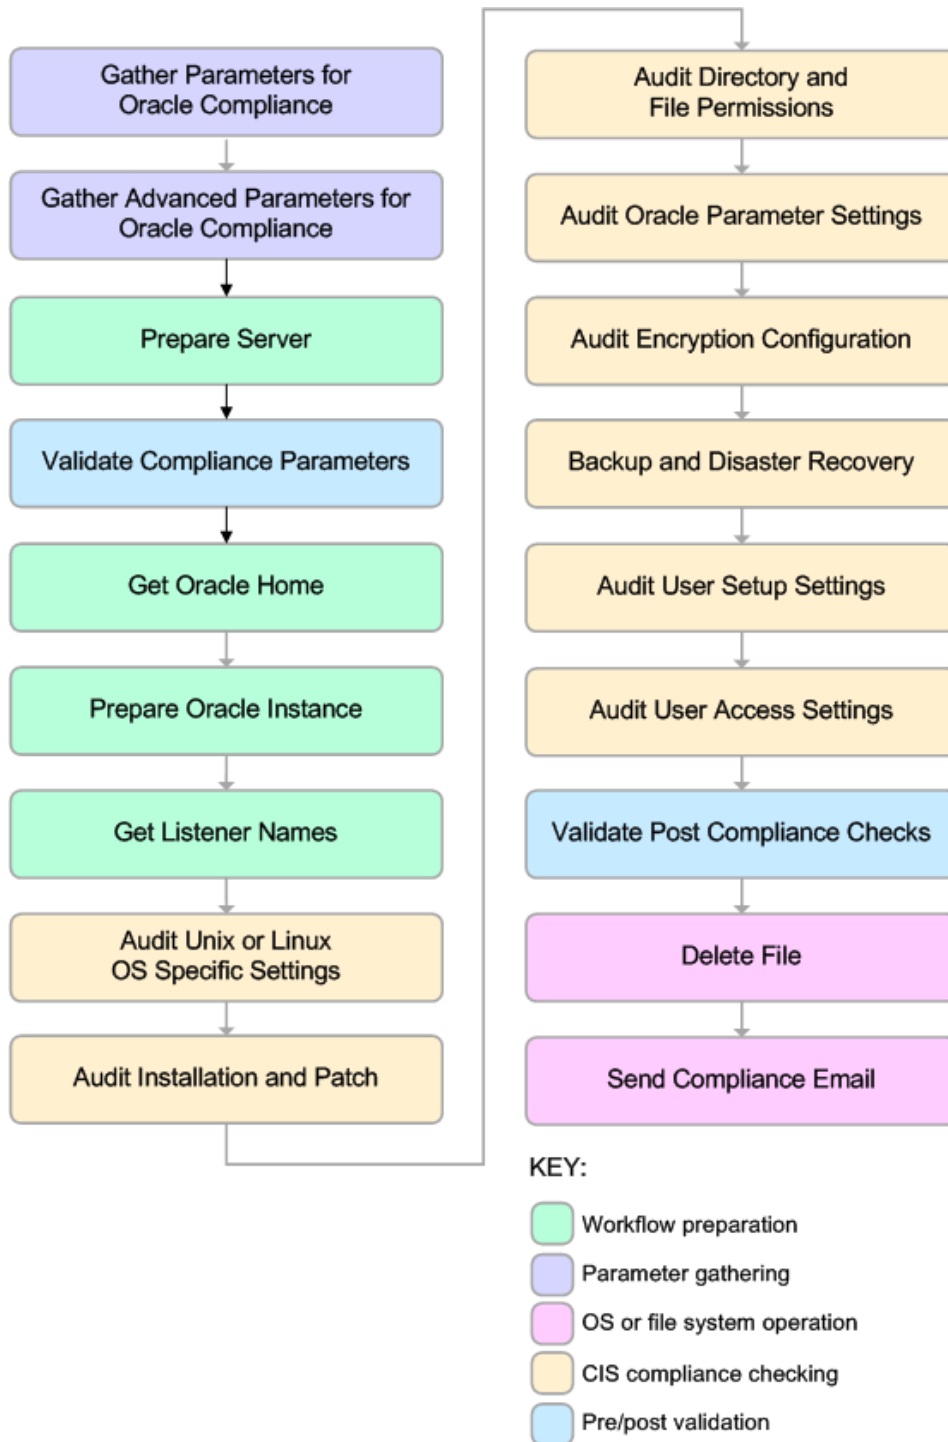 Gather Parameters for
Oracle Compliance
Gather Advanced Parameters for
Oracle Compliance
Prepare Server
Validate Compliance Parameters
Get Oracle Home
Prepare Oracle Instance
Get Listener Names
Audit Unix or Linux
OS Specific Settings
Audit Installation and Patch
Audit Directory and
File Permissions
Audit Oracle Parameter Settings
Audit Encryption Configuration
Backup and Disaster Recovery
Audit User Setup Settings
Audit User Access Settings
Validate Post Compliance Checks
Delete File
Send Compliance Email
KEY:
Workflow preparation
Parameter gathering
OS or file system operation
CIS compliance checking
Pre/post validation